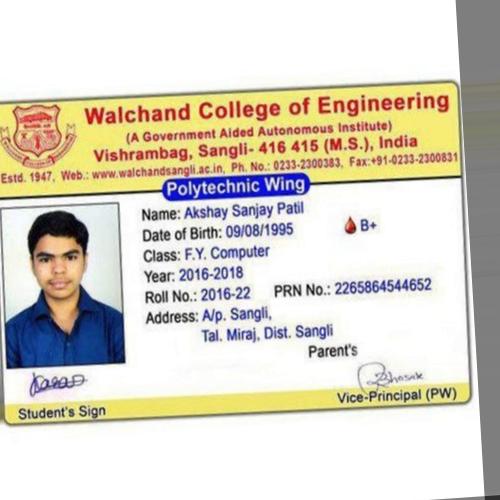 Walchand College of Engineering
(A Government Aided Autonomous Institute)
Vishrambag, Sangli- 416 415 (M.S.), India
Estd. 1947, Web.: www.walchandsangli.ac.in, Ph. No.: 0233-2300383, Fax:+91-0233-2300831
Polytechnic Wing
Name: Akshay Sanjay Patil
Date of Birth: 09/08/1995 B+
Class: F.Y. Computer
Year: 2016-2018
Roll No.: 2016-22 PRN No.: 2265864544652
Address: A/p. Sangli,
Tal. Miraj, Dist. Sangli
Parent's
Student's Sign
Vice-Principal (PW)